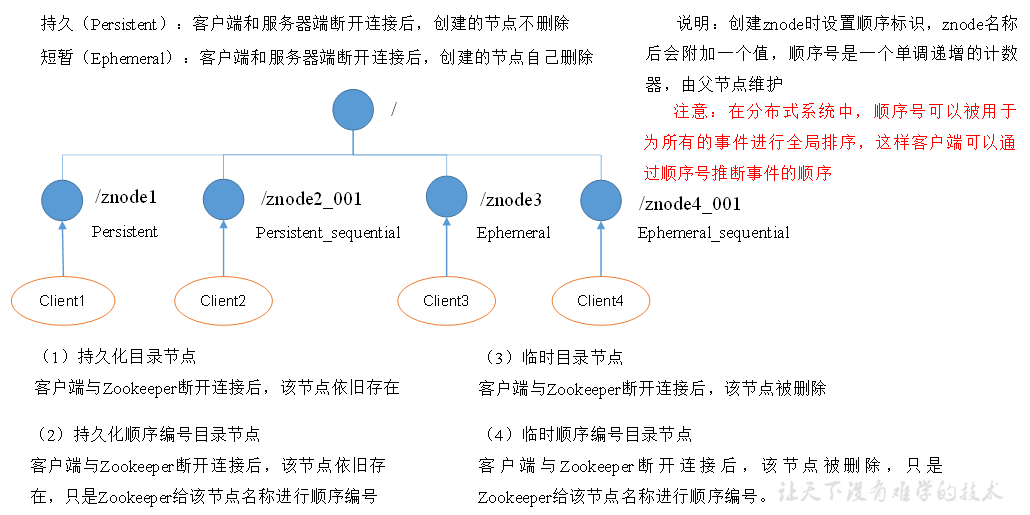 持久（Persistent）：客户端和服务器端断开连接后，创建的节点不删除
短暂（Ephemeral）：客户端和服务器端断开连接后，创建的节点自己删除
说明：创建znode时设置顺序标识，znode名称
后会附加一个值，顺序号是一个单调递增的计数
器，由父节点维护
注意：在分布式系统中，顺序号可以被用于
为所有的事件进行全局排序，这样客户端可以通
过顺序号推断事件的顺序
/
/znode1
Persistent
/znode2_001
Persistent_sequential
/znode3
Ephemeral
/znode4_001
Ephemeral_sequential
Client1
Client2
Client3
Client4
（1）持久化目录节点
客户端与Zookeeper断开连接后，该节点依旧存在
（2）持久化顺序编号目录节点
客户端与Zookeeper断开连接后，该节点依旧存
在，只是Zookeeper给该节点名称进行顺序编号
（3）临时目录节点
客户端与Zookeeper断开连接后，该节点被删除
（4）临时顺序编号目录节点
客户端与Zookeeper断开连接后，该节点被删除，只是
Zookeeper给该节点名称进行顺序编号。
让天下没有难学的技术